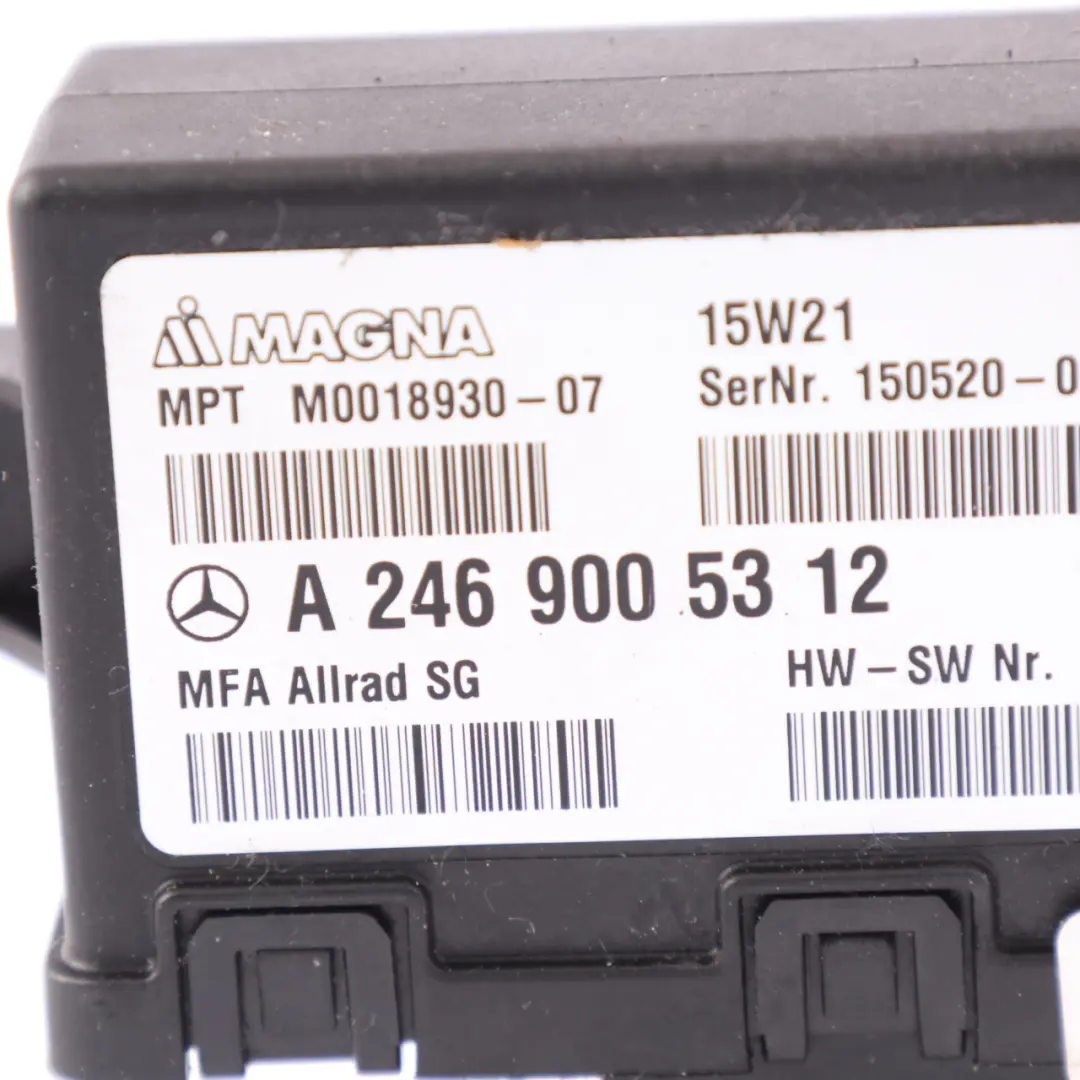 MAGNA 15W21
MPT M0018930-07 SerNr. 150520-0
A 246 900 53 12
MFA Allrad SG HW-SW Nr.